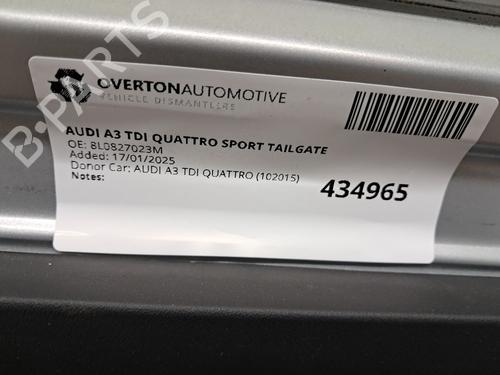 OVERTONAUTOMOTIVE
VEHICLE DISMANTLERS
AUDI A3 TDI QUATTRO SPORT TAILGATE
OE: 8L0827023M
Added: 17/01/2025
Donor Car: AUDI A3 TDI QUATTRO (102015)
Notes:
434965
B-PARTS